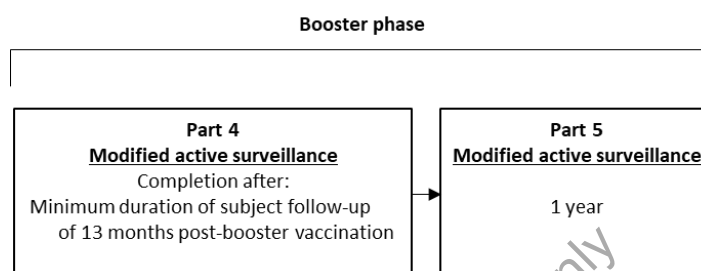 Booster phase
Part 4
Modified active surveillance
Completion after:
Minimum duration of subject follow-up
of 13 months post-booster vaccination
Part 5
Modified active surveillance
1 year
only